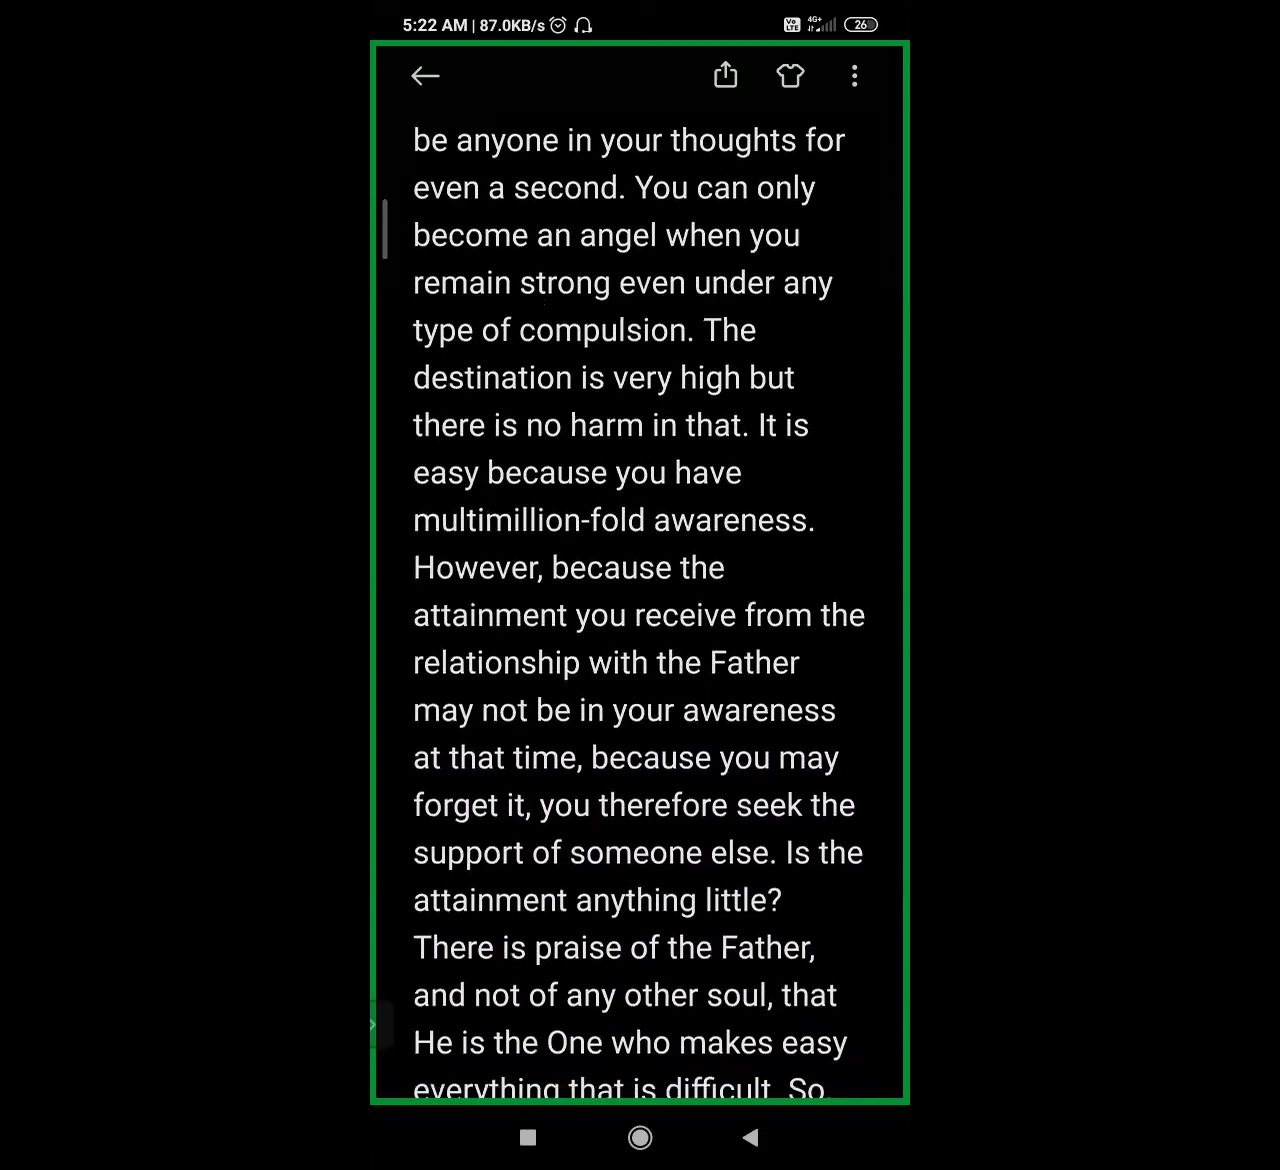 5:22 AM | 87.0KB/s Vo LTE 4G+ 26
be anyone in your thoughts for
even a second. You can only
become an angel when you
remain strong even under any
type of compulsion. The
destination is very high but
there is no harm in that. It is
easy because you have
multimillion-fold awareness.
However, because the
attainment you receive from the
relationship with the Father
may not be in your awareness
at that time, because you may
forget it, you therefore seek the
support of someone else. Is the
attainment anything little?
There is praise of the Father,
and not of any other soul, that
He is the One who makes easy
everything that is difficult. So,